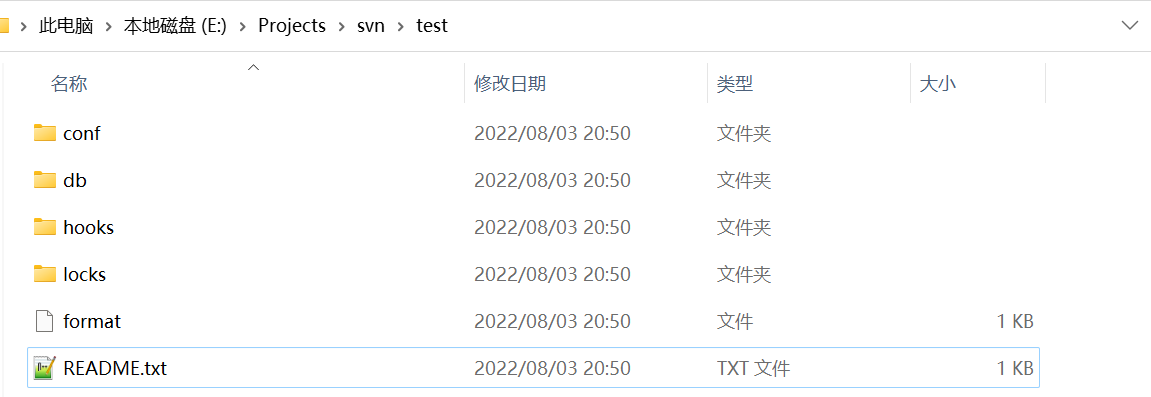 此电脑 › 本地磁盘 (E:) › Projects › svn › test
名称 修改日期 类型 大小
conf 2022/08/03 20:50 文件夹
db 2022/08/03 20:50 文件夹
hooks 2022/08/03 20:50 文件夹
locks 2022/08/03 20:50 文件夹
format 2022/08/03 20:50 文件 1 KB
README.txt 2022/08/03 20:50 TXT 文件 1 KB